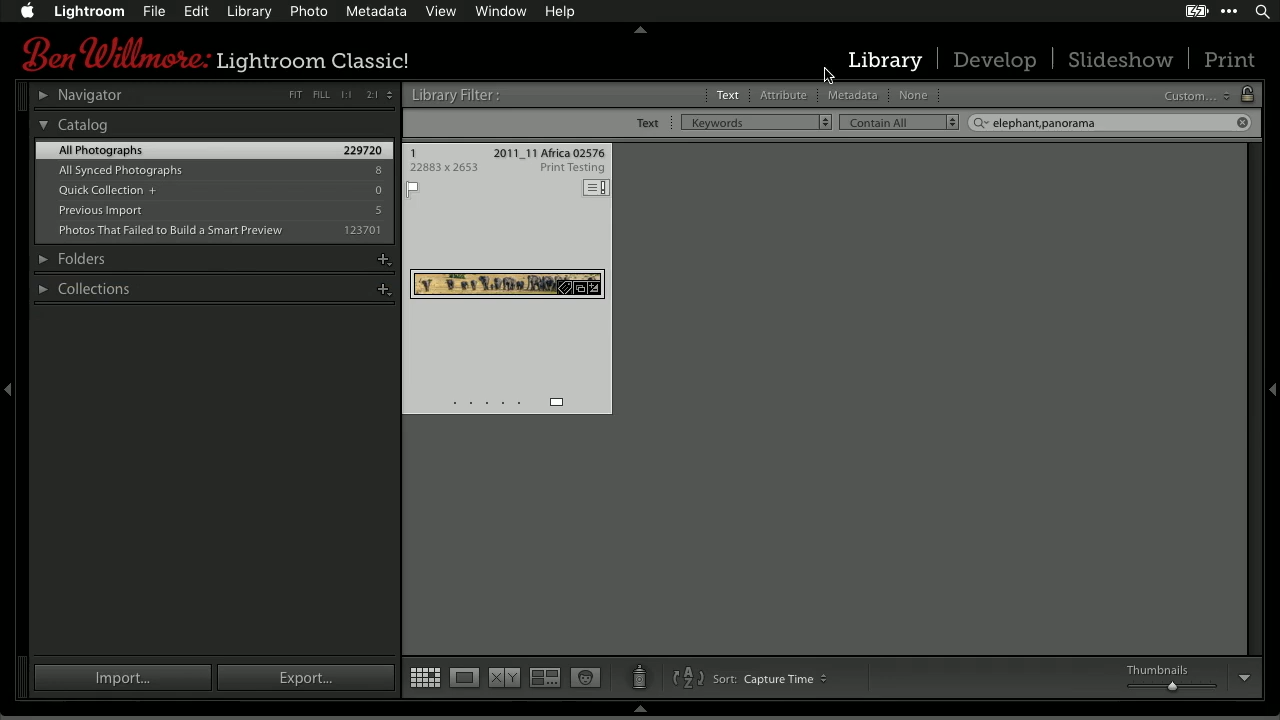 Lightroom File Edit Library Photo Metadata View Window Help
Ben Willmore: Lightroom Classic!
Library Develop Slideshow Print
Navigator FIT FILL 1:1 2:1
Library Filter : Text Attribute Metadata None Custom...
Catalog
Text Keywords Contain All elephant,panorama
All Photographs 229720
All Synced Photographs 8
Quick Collection + 0
Previous Import 5
Photos That Failed to Build a Smart Preview 123701
1 2011_11 Africa 02576
22883 x 2653 Print Testing
Folders
Collections
Import... Export...
X Y
A Z
Sort: Capture Time
Thumbnails